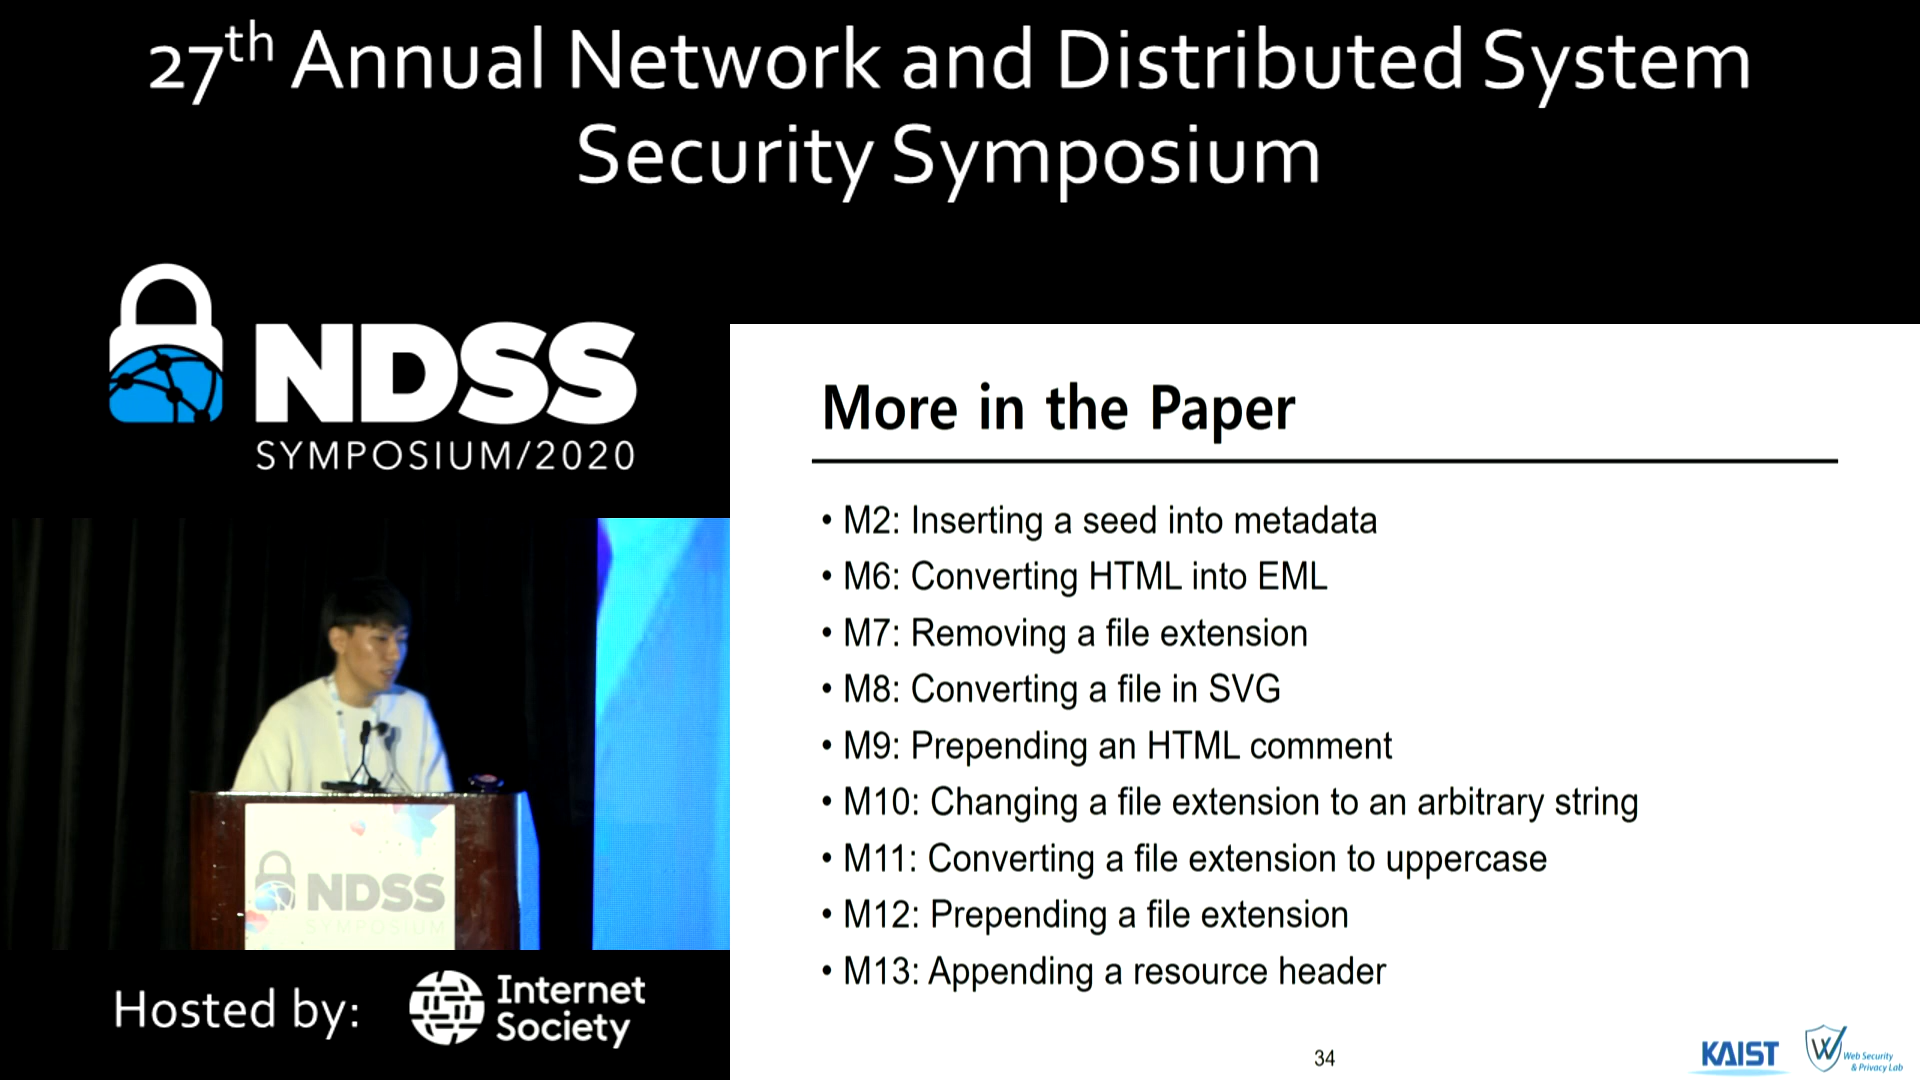 27th Annual Network and Distributed System
Security Symposium
NDSS
SYMPOSIUM/2020
More in the Paper
• M2: Inserting a seed into metadata
• M6: Converting HTML into EML
• M7: Removing a file extension
• M8: Converting a file in SVG
• M9: Prepending an HTML comment
• M10: Changing a file extension to an arbitrary string
• M11: Converting a file extension to uppercase
• M12: Prepending a file extension
• M13: Appending a resource header
NDSS
SYMPOSIUM
Hosted by:
Internet
Society
34
KAIST
W
Web Security
& Privacy Lab